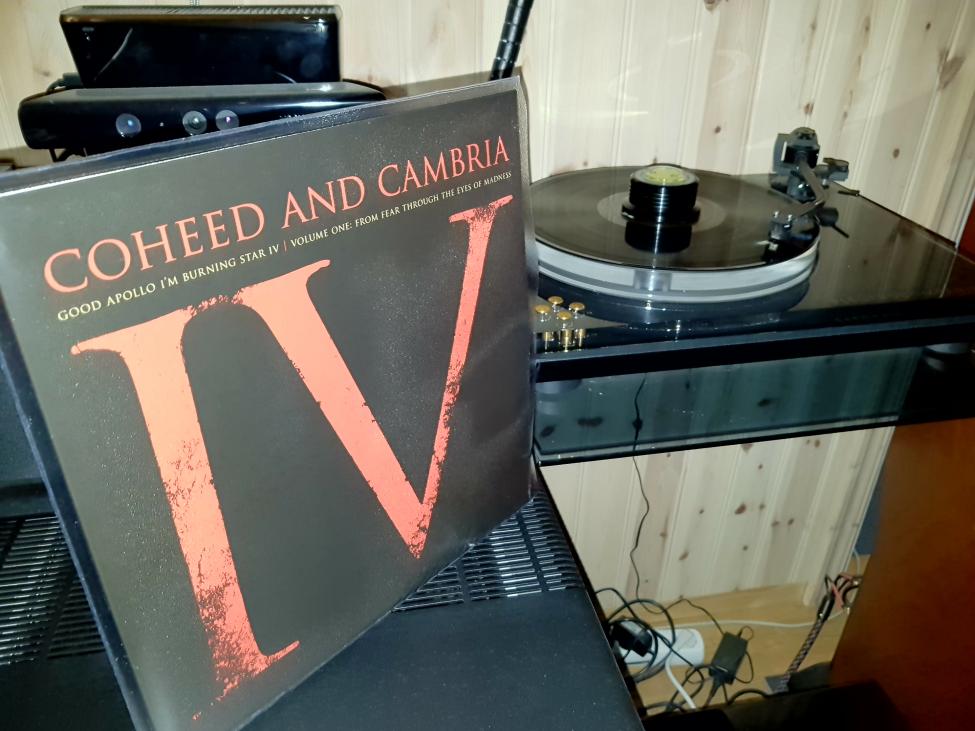 COHEED AND CAMBRIA
GOOD APOLLO I'M BURNING STAR IV | VOLUME ONE: FROM FEAR THROUGH THE EYES OF MADNESS
IV